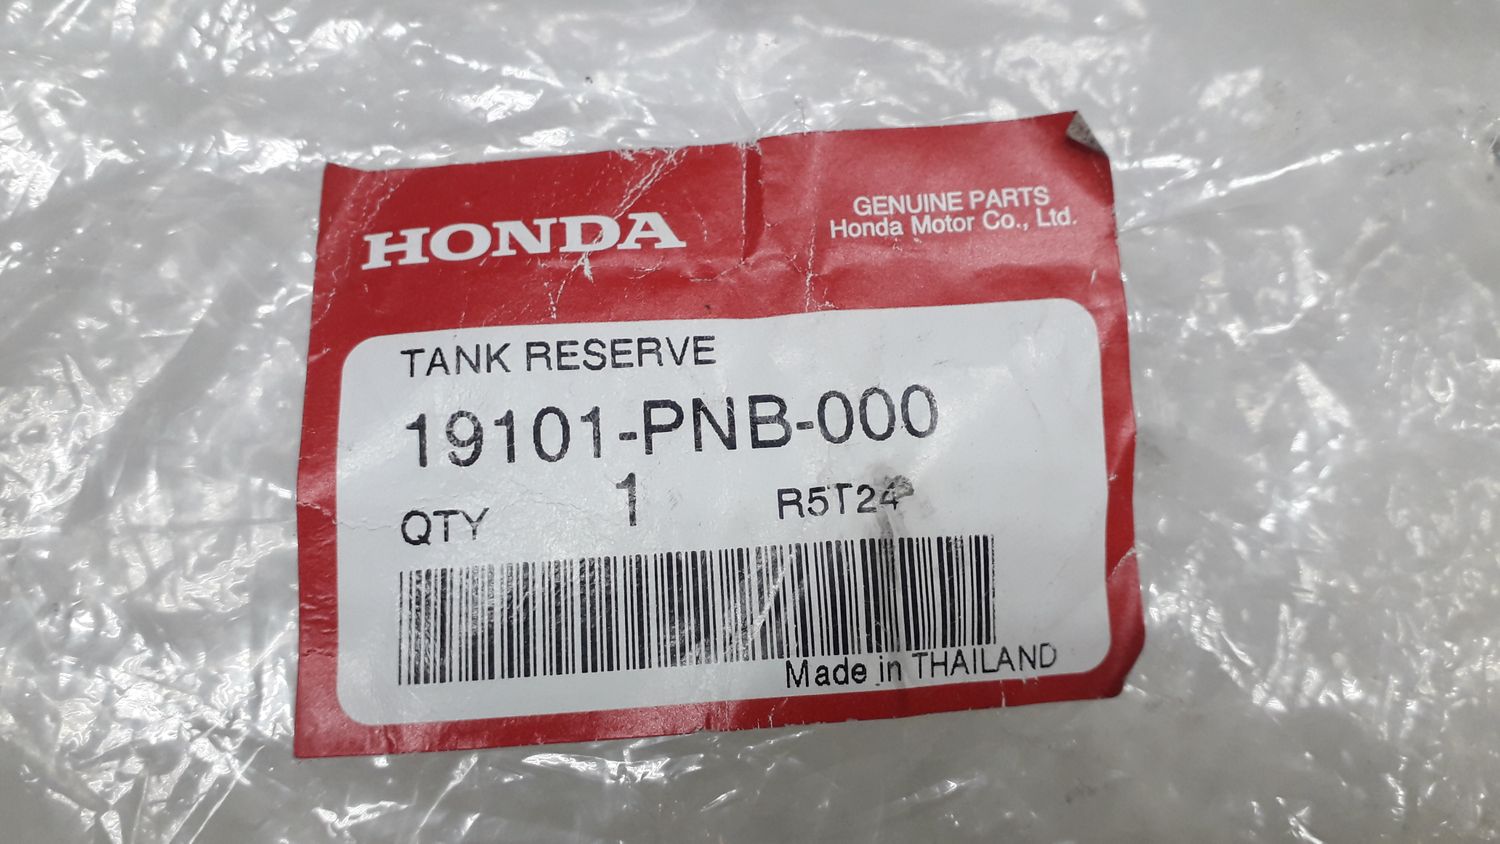 HONDA
GENUINE PARTS
Honda Motor Co., Ltd.
TANK RESERVE
19101-PNB-000
QTY 1 R5T24
Made in THAILAND